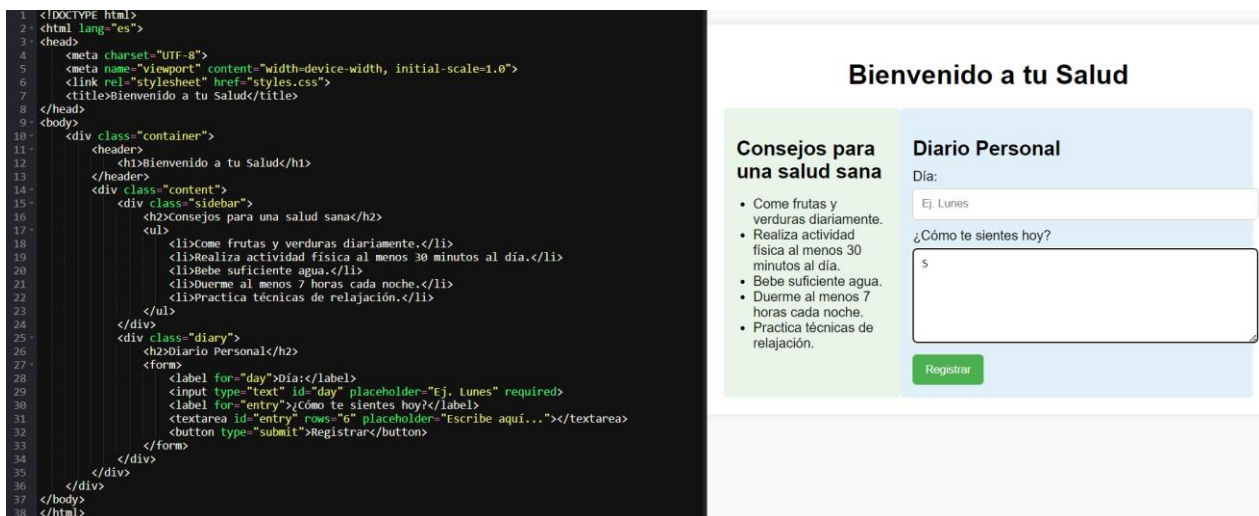 1 <!DOCTYPE html>
2 <html lang="es">
3 <head>
4 <meta charset="UTF-8">
5 <meta name="viewport" content="width=device-width, initial-scale=1.0">
6 <link rel="stylesheet" href="styles.css">
7 <title>Bienvenido a tu Salud</title>
8 </head>
9 <body>
10 <div class="container">
11 <header>
12 <h1>Bienvenido a tu Salud</h1>
13 </header>
14 <div class="content">
15 <div class="sidebar">
16 <h2>Consejos para una salud sana</h2>
17 <ul>
18 <li>Come frutas y verduras diariamente.</li>
19 <li>Realiza actividad física al menos 30 minutos al día.</li>
20 <li>Bebe suficiente agua.</li>
21 <li>Duerme al menos 7 horas cada noche.</li>
22 <li>Practica técnicas de relajación.</li>
23 </ul>
24 </div>
25 <div class="diary">
26 <h2>Diario Personal</h2>
27 <form>
28 <label for="day">Día:</label>
29 <input type="text" id="day" placeholder="Ej. Lunes" required>
30 <label for="entry">¿Cómo te sientes hoy?</label>
31 <textarea id="entry" rows="6" placeholder="Escribe aquí..."></textarea>
32 <button type="submit">Registrar</button>
33 </form>
34 </div>
35 </div>
36 </div>
37 </body>
38 </html>
Bienvenido a tu Salud
Consejos para
una salud sana
• Come frutas y
verduras diariamente.
• Realiza actividad
física al menos 30
minutos al día.
• Bebe suficiente agua.
• Duerme al menos 7
horas cada noche.
• Practica técnicas de
relajación.
Diario Personal
Día:
Ej. Lunes
¿Cómo te sientes hoy?
s
Registrar